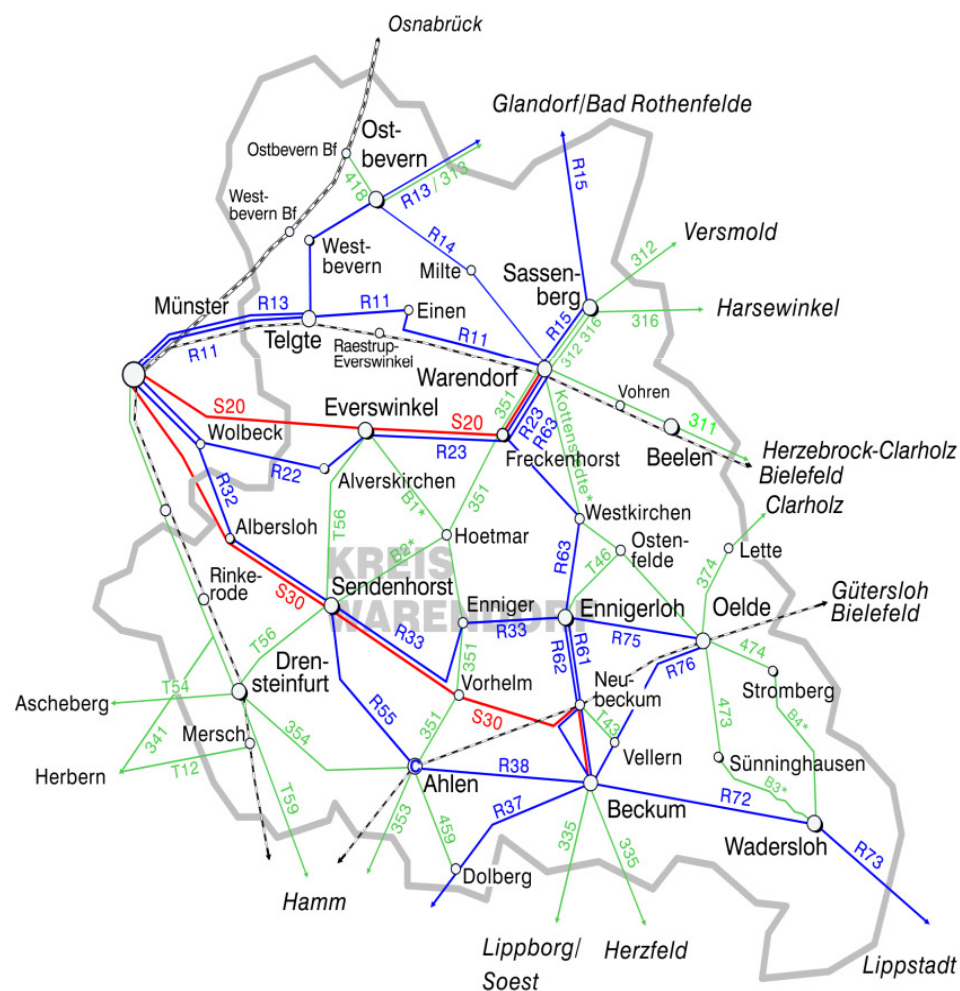 Osnabrück
Glandorf/Bad Rothenfelde
Ost-
bevern
Ostbevern Bf
418
R13 / 313
R15
West-
bevern Bf
West-
bevern
R14
Milte
312
Versmold
Sassen-
berg
Harsewinkel
316
Münster
R13
R11
Einen
R15
312 316
Telgte
R11
R11
Raestrup-
Everswinkel
Warendorf
351
Vohren
S20
Everswinkel
S20
R23
R63
Kottenstedte*
311
Wolbeck
R23
Freckenhorst
Beelen
Herzebrock-Clarholz
Bielefeld
R22
Alverskirchen
B1*
351
Clarholz
R32
T56
Westkirchen
Albersloh
Hoetmar
B2*
R63
Osten-
felde
Lette
KREIS
WARENDORF
T46
374
Rinke-
rode
S30
Sendenhorst
Enniger
Ennigerloh
Oelde
Gütersloh
Bielefeld
R33
R33
R75
T56
R61
R62
R76
474
Dren-
steinfurt
351
Neu-
beckum
Stromberg
T54
Vorhelm
Ascheberg
R55
S30
T43
473
B4*
341
Mersch
354
351
Vellern
Sünninghausen
Herbern
T12
C
Ahlen
R38
B3*
T59
Beckum
R72
353
459
R37
335
335
Wadersloh
R73
Dolberg
Hamm
Lippborg/
Soest
Herzfeld
Lippstadt